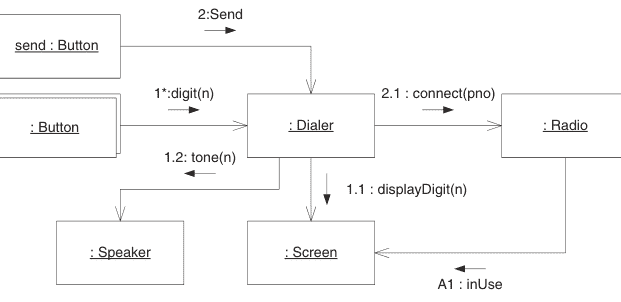 2:Send
send : Button
1*:digit(n)
2.1 : connect(pno)
: Button
: Dialer
: Radio
1.2: tone(n)
1.1 : displayDigit(n)
: Speaker
: Screen
A1 : inUse